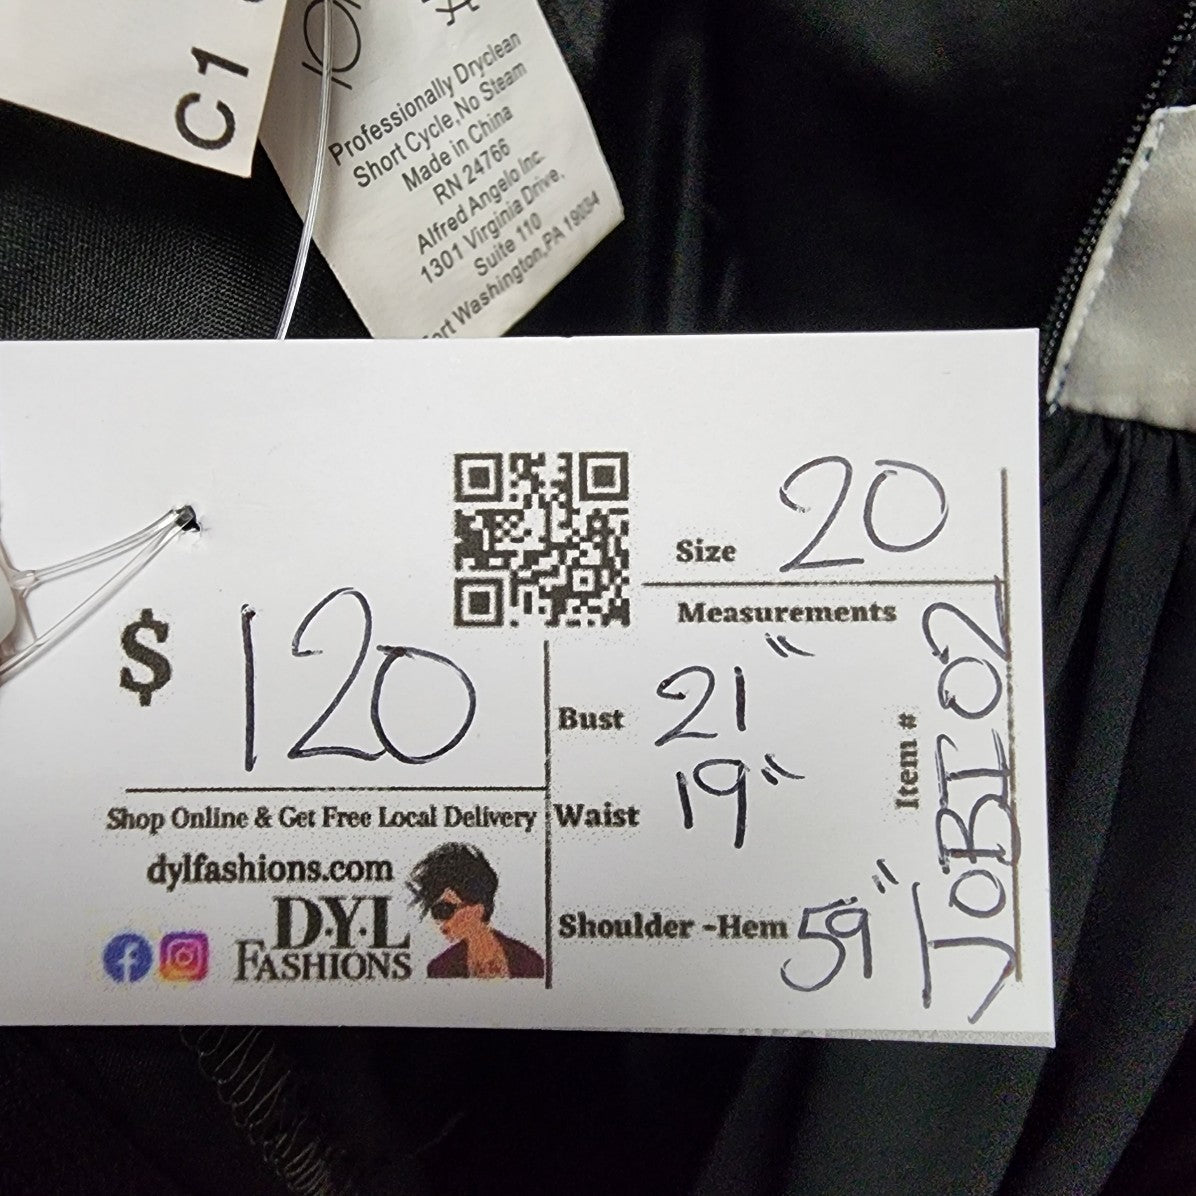 C1
Professionally Dryclean
Short Cycle, No Steam
Made in China
RN 24766
Alfred Angelo Inc.
1301 Virginia Drive,
Suite 110
Washington, PA 19034
Size 20
Measurements
$ 120
Bust 21"
Waist 19"
Shoulder -Hem 59"
Item # JOBI02
Shop Online & Get Free Local Delivery
dylfashions.com
D·Y·L
FASHIONS